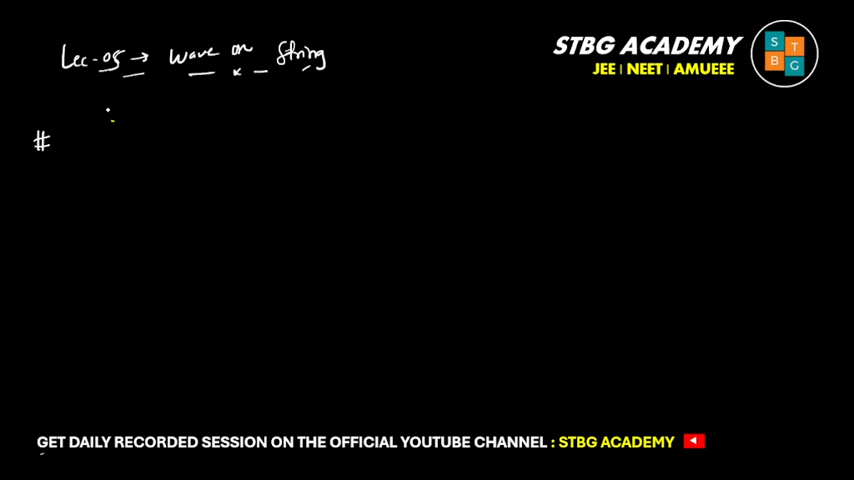 Lec-05 → Wave on String
STBG ACADEMY
JEE | NEET | AMUEEE
S T
B G
#
GET DAILY RECORDED SESSION ON THE OFFICIAL YOUTUBE CHANNEL : STBG ACADEMY